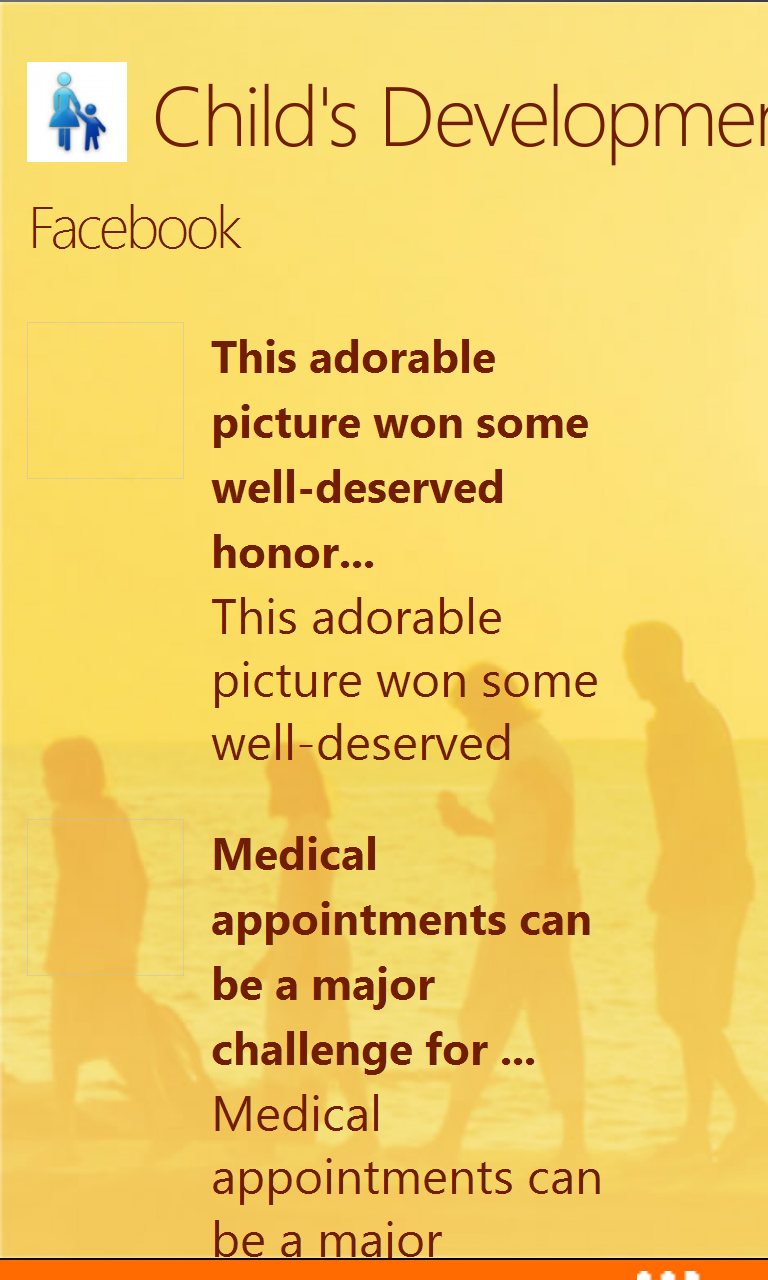 Child's Developmen
Facebook
This adorable
picture won some
well-deserved
honor...
This adorable
picture won some
well-deserved
Medical
appointments can
be a major
challenge for ...
Medical
appointments can
be a major